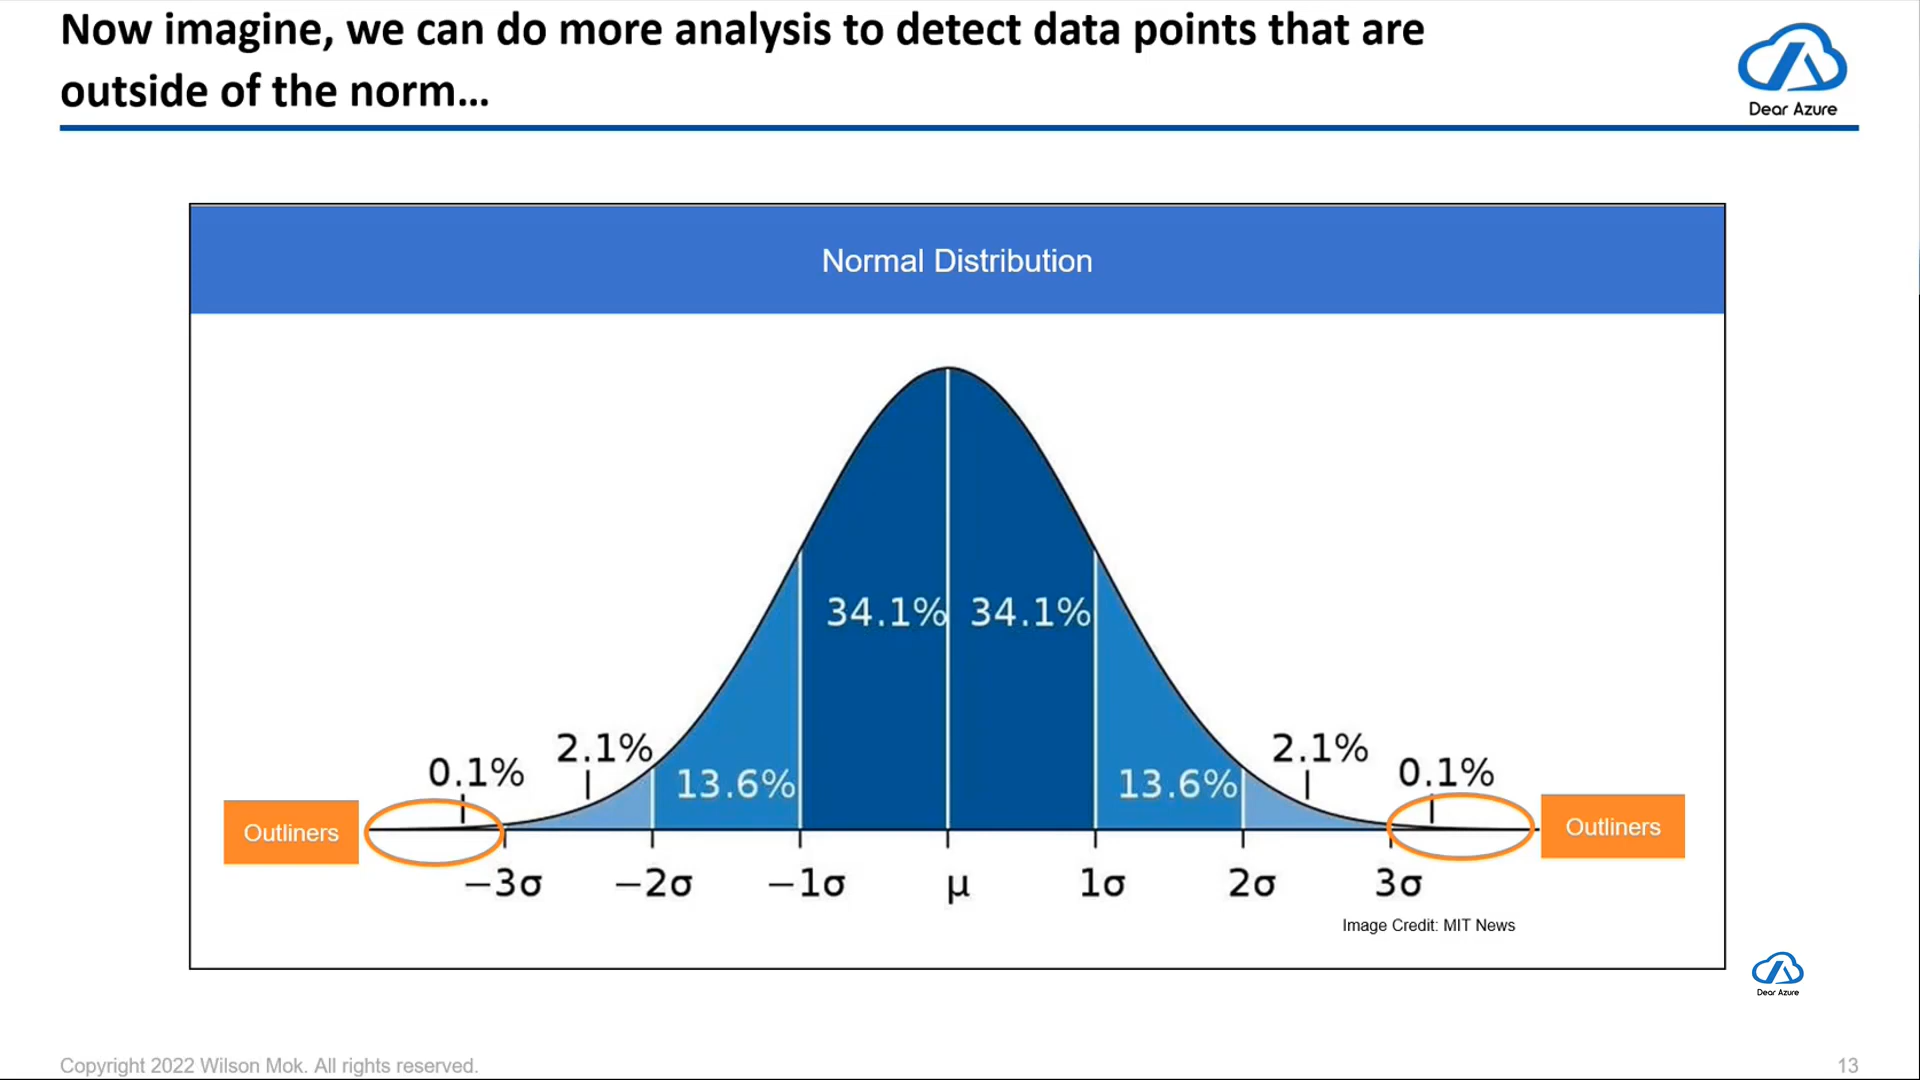 Now imagine, we can do more analysis to detect data points that are
outside of the norm…
Dear Azure
Normal Distribution
34.1% 34.1%
0.1% 2.1% 13.6% 13.6% 2.1% 0.1%
Outliners
Outliners
−3σ −2σ −1σ µ 1σ 2σ 3σ
Image Credit: MIT News
Dear Azure
Copyright 2022 Wilson Mok. All rights reserved.
13